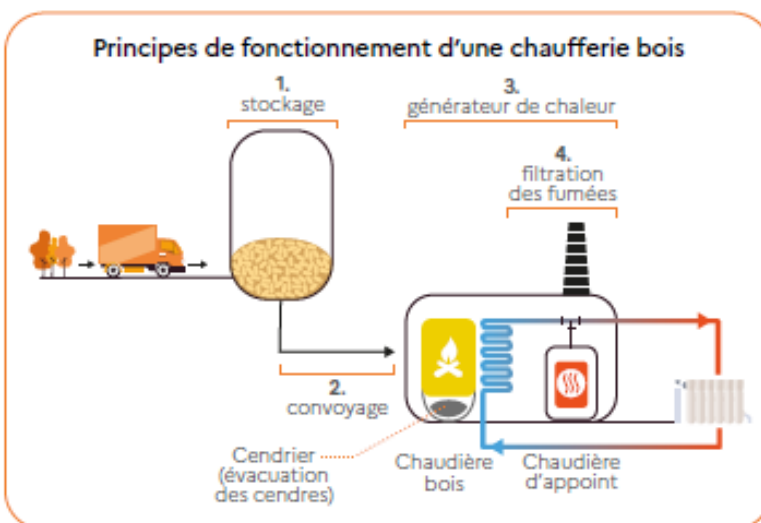 Principes de fonctionnement d'une chaufferie bois
1.
stockage
3.
générateur de chaleur
4.
filtration
des fumées
2.
convoyage
Cendrier
(évacuation
des cendres)
Chaudière
bois
Chaudière
d'appoint